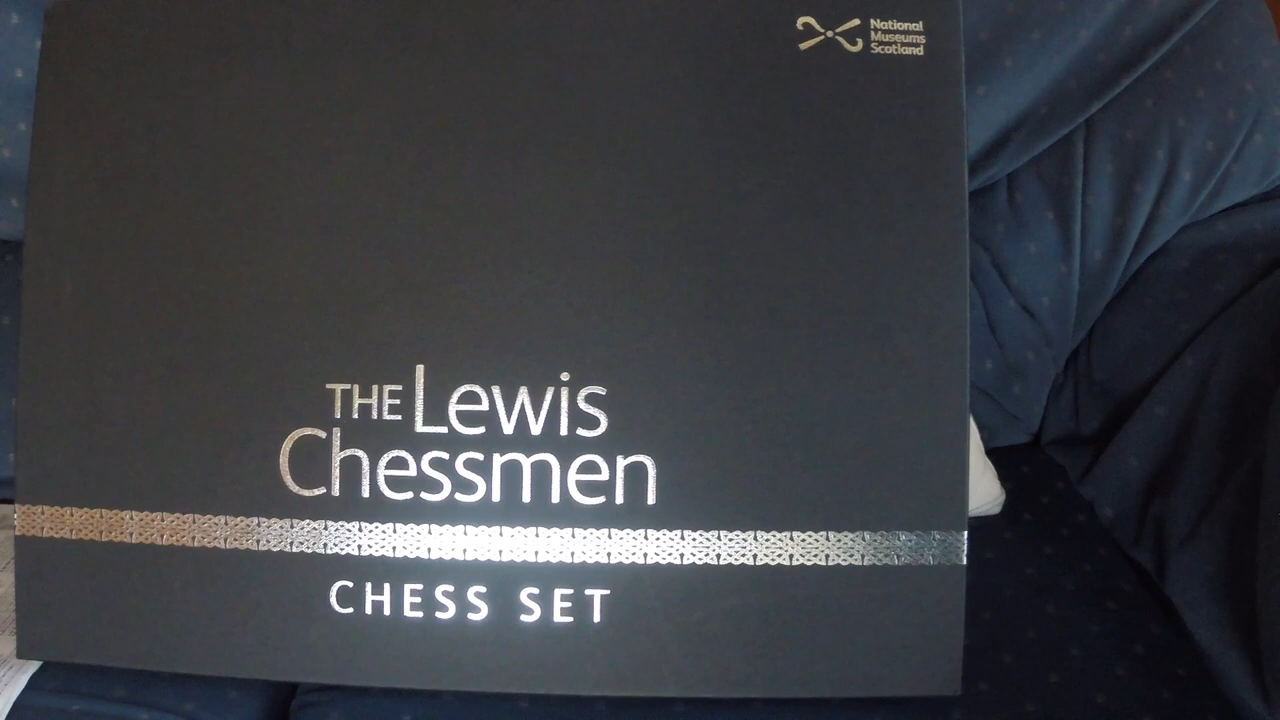 National
Museums
Scotland
THE Lewis
Chessmen
CHESS SET